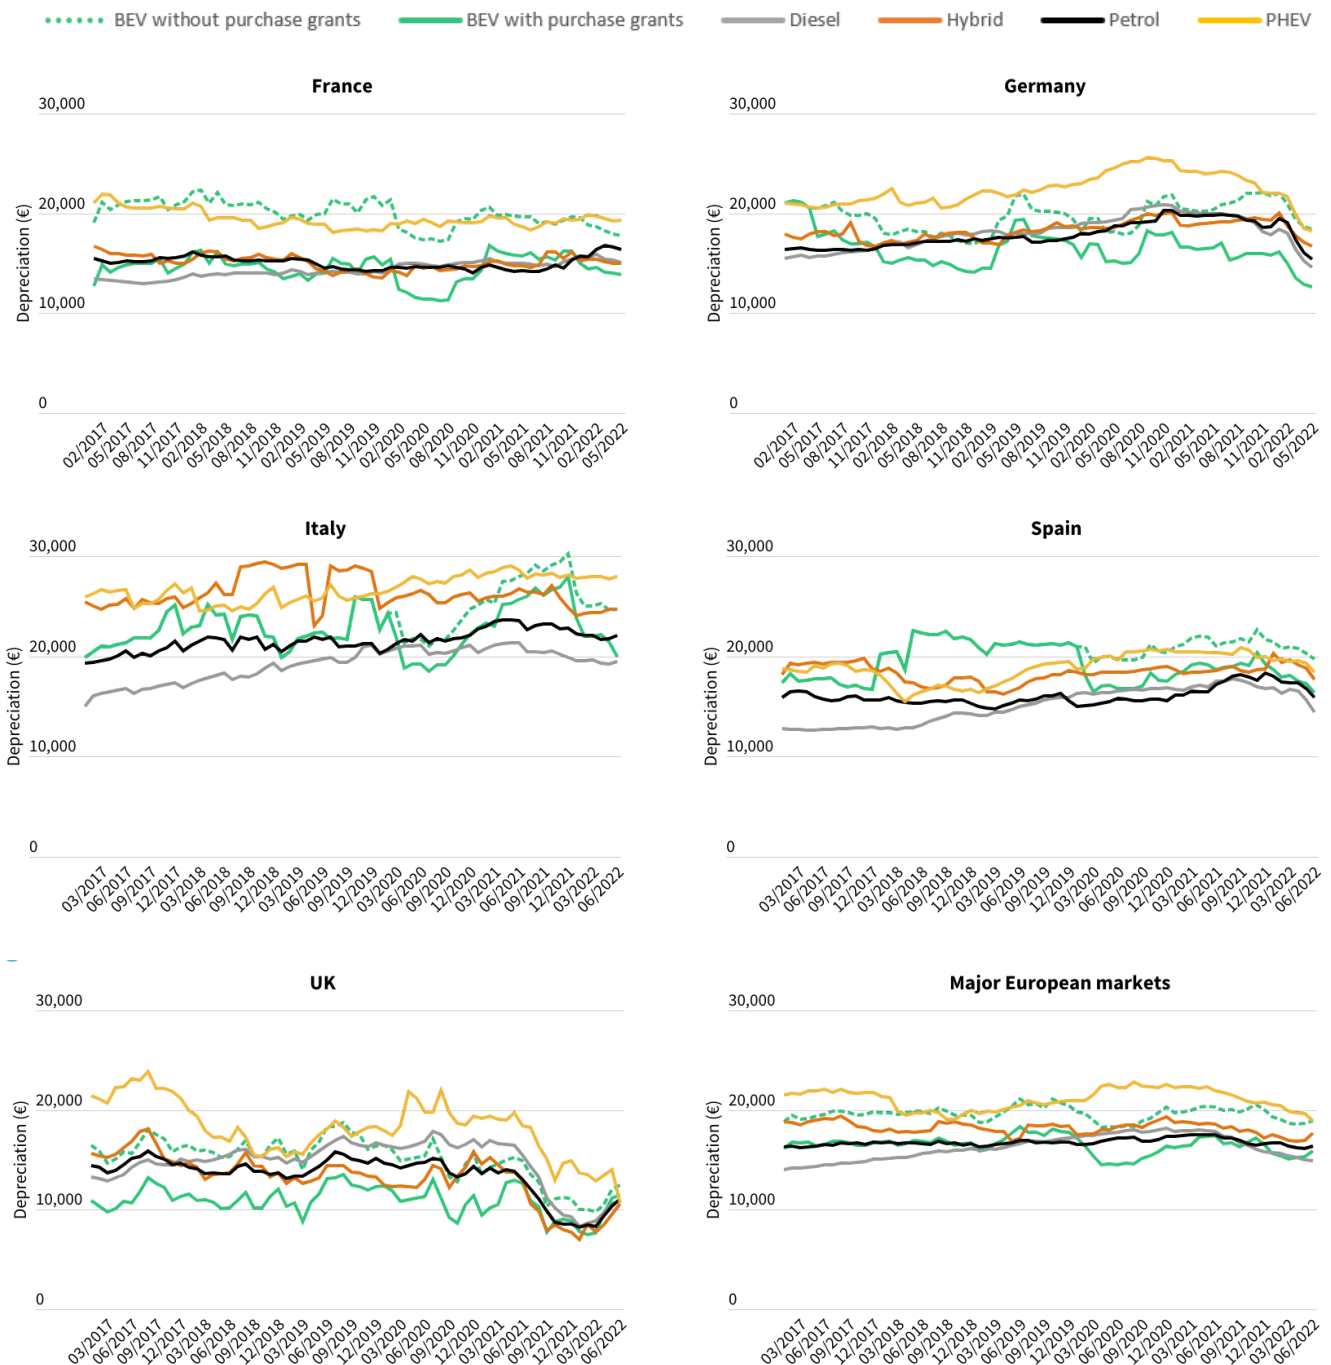 BEV without purchase grants BEV with purchase grants Diesel Hybrid Petrol PHEV
France
30,000
20,000
10,000
0
Depreciation (€)
02/2017 05/2017 08/2017 11/2017 02/2018 05/2018 08/2018 11/2018 02/2019 05/2019 08/2019 11/2019 02/2020 05/2020 08/2020 11/2020 02/2021 05/2021 08/2021 11/2021 02/2022 05/2022
Germany
30,000
20,000
10,000
0
Depreciation (€)
02/2017 05/2017 08/2017 11/2017 02/2018 05/2018 08/2018 11/2018 02/2019 05/2019 08/2019 11/2019 02/2020 05/2020 08/2020 11/2020 02/2021 05/2021 08/2021 11/2021 02/2022 05/2022
Italy
30,000
20,000
10,000
0
Depreciation (€)
03/2017 06/2017 09/2017 12/2017 03/2018 06/2018 09/2018 12/2018 03/2019 06/2019 09/2019 12/2019 03/2020 06/2020 09/2020 12/2020 03/2021 06/2021 09/2021 12/2021 03/2022 06/2022
Spain
30,000
20,000
10,000
0
Depreciation (€)
03/2017 06/2017 09/2017 12/2017 03/2018 06/2018 09/2018 12/2018 03/2019 06/2019 09/2019 12/2019 03/2020 06/2020 09/2020 12/2020 03/2021 06/2021 09/2021 12/2021 03/2022 06/2022
UK
30,000
20,000
10,000
0
Depreciation (€)
03/2017 06/2017 09/2017 12/2017 03/2018 06/2018 09/2018 12/2018 03/2019 06/2019 09/2019 12/2019 03/2020 06/2020 09/2020 12/2020 03/2021 06/2021 09/2021 12/2021 03/2022 06/2022
Major European markets
30,000
20,000
10,000
0
Depreciation (€)
03/2017 06/2017 09/2017 12/2017 03/2018 06/2018 09/2018 12/2018 03/2019 06/2019 09/2019 12/2019 03/2020 06/2020 09/2020 12/2020 03/2021 06/2021 09/2021 12/2021 03/2022 06/2022